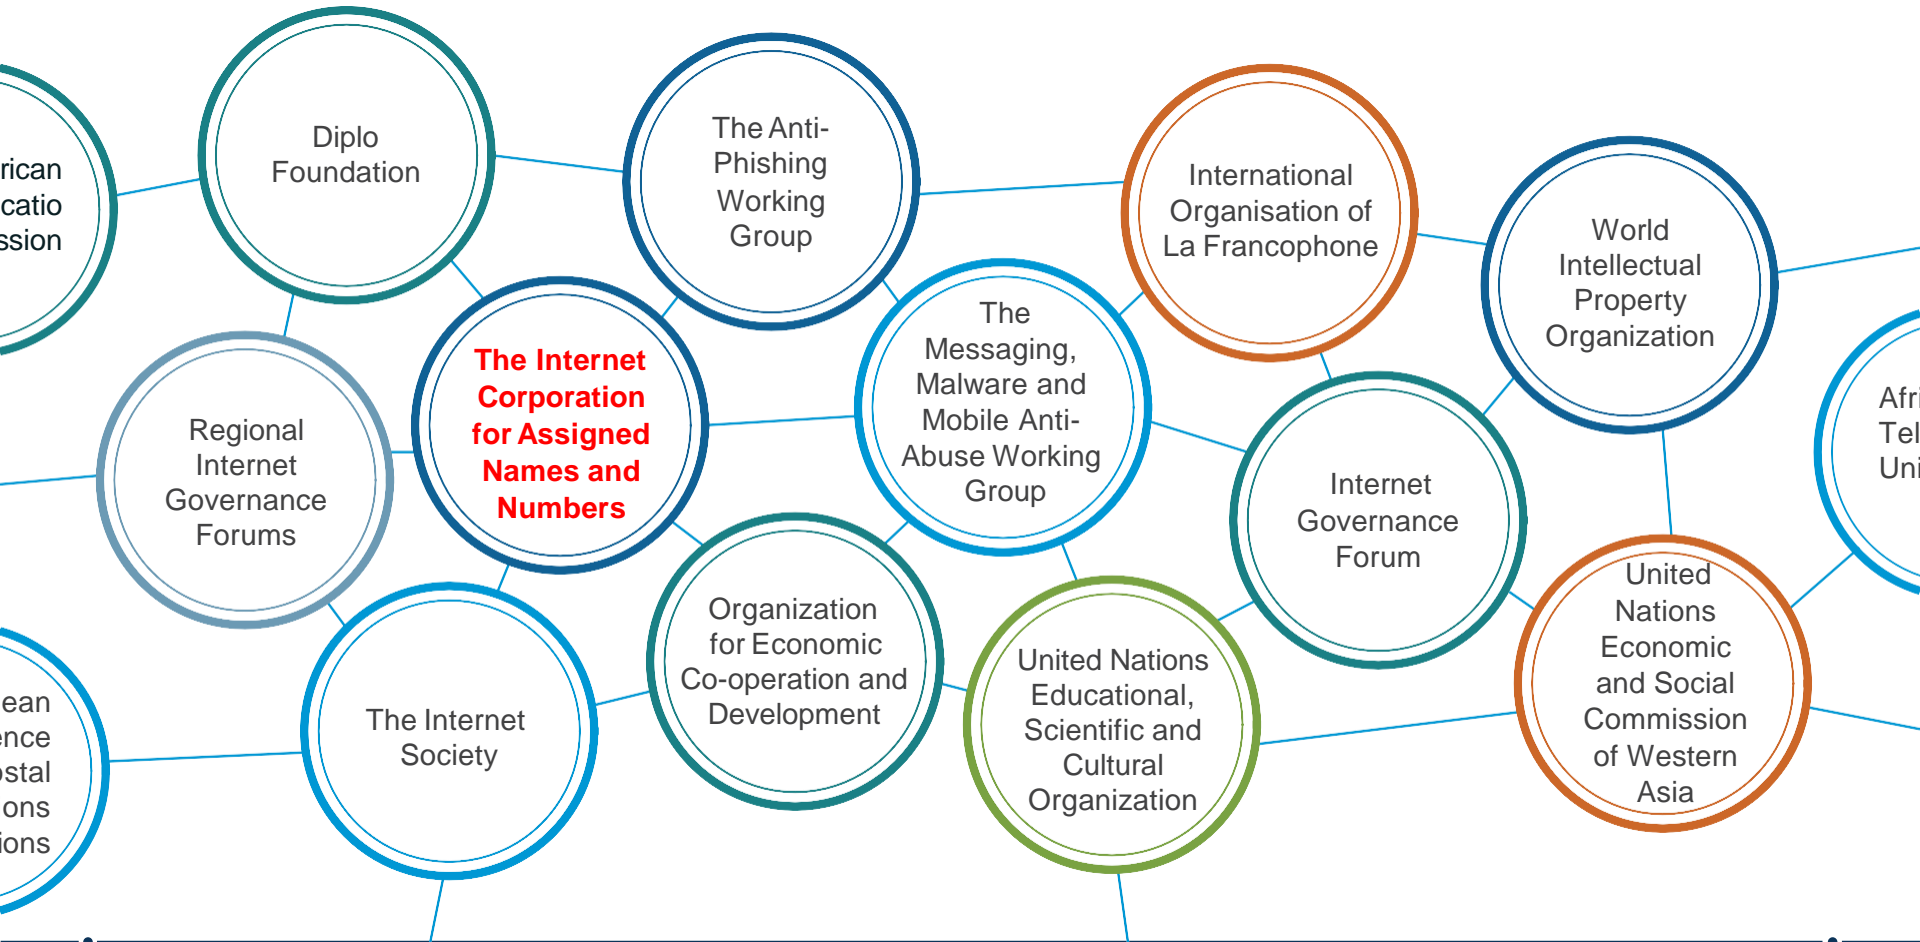 Diplo
Foundation
The Anti-
Phishing
Working
Group
International
Organisation of
La Francophone
World
Intellectual
Property
Organization
The Internet
Corporation
for Assigned
Names and
Numbers
The
Messaging,
Malware and
Mobile Anti-
Abuse Working
Group
Regional
Internet
Governance
Forums
Internet
Governance
Forum
The Internet
Society
Organization
for Economic
Co-operation and
Development
United Nations
Educational,
Scientific and
Cultural
Organization
United
Nations
Economic
and Social
Commission
of Western
Asia